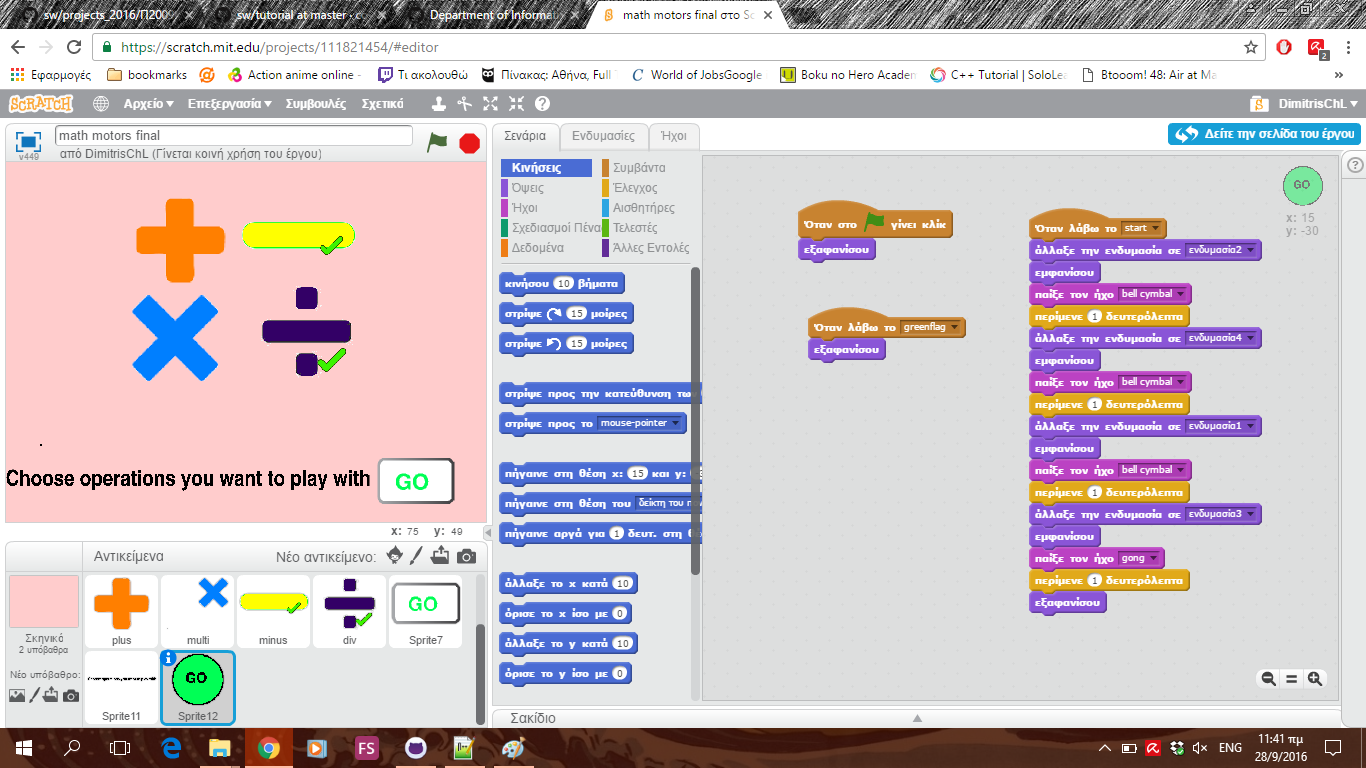 sw/projects_2016/Π2009
sw/tutorial at master · co
Department of Informati
math motors final στο Sc
https://scratch.mit.edu/projects/111821454/#editor
Εφαρμογές
bookmarks
Action anime online -
Τι ακολουθώ
Πίνακας: Αθήνα, Full
World of JobsGoogle
Boku no Hero Academ
C++ Tutorial | SoloLea
Btooom! 48: Air at Ma
»
2
SCRATCH
Αρχείο
Επεξεργασία
Συμβουλές
Σχετικά
DimitrisChL
v449
math motors final
από DimitrisChL (Γίνεται κοινή χρήση του έργου)
Choose operations you want to play with
GO
x: 75 y: 49
Αντικείμενα
Νέο αντικείμενο:
Σκηνικό
2 υπόβαθρα
Νέο υπόβαθρο:
plus
multi
minus
div
GO
Sprite7
Sprite11
GO
Sprite12
Σενάρια
Ενδυμασίες
Ήχοι
Δείτε την σελίδα του έργου
Κινήσεις
Συμβάντα
Όψεις
Έλεγχος
Ήχοι
Αισθητήρες
Σχεδιασμοί Πένα
Τελεστές
Δεδομένα
Άλλες Εντολές
κινήσου 10 βήματα
στρίψε 15 μοίρες
στρίψε 15 μοίρες
στρίψε προς την κατεύθυνση των
στρίψε προς το mouse-pointer
πήγαινε στη θέση x: 15 και y:
πήγαινε στη θέση του δείκτη του π
πήγαινε αργά για 1 δευτ. στη θ
άλλαξε το x κατά 10
όρισε το x ίσο με 0
άλλαξε το y κατά 10
όρισε το y ίσο με 0
Όταν στο γίνει κλίκ
εξαφανίσου
Όταν λάβω το greenflag
εξαφανίσου
Όταν λάβω το start
άλλαξε την ενδυμασία σε ενδυμασία2
εμφανίσου
παίξε τον ήχο bell cymbal
περίμενε 1 δευτερόλεπτα
άλλαξε την ενδυμασία σε ενδυμασία4
εμφανίσου
παίξε τον ήχο bell cymbal
περίμενε 1 δευτερόλεπτα
άλλαξε την ενδυμασία σε ενδυμασία1
εμφανίσου
παίξε τον ήχο bell cymbal
περίμενε 1 δευτερόλεπτα
άλλαξε την ενδυμασία σε ενδυμασία3
εμφανίσου
παίξε τον ήχο gong
περίμενε 1 δευτερόλεπτα
εξαφανίσου
GO
x: 15
y: -30
Σακίδιο
FS
ENG
11:41 πμ
28/9/2016